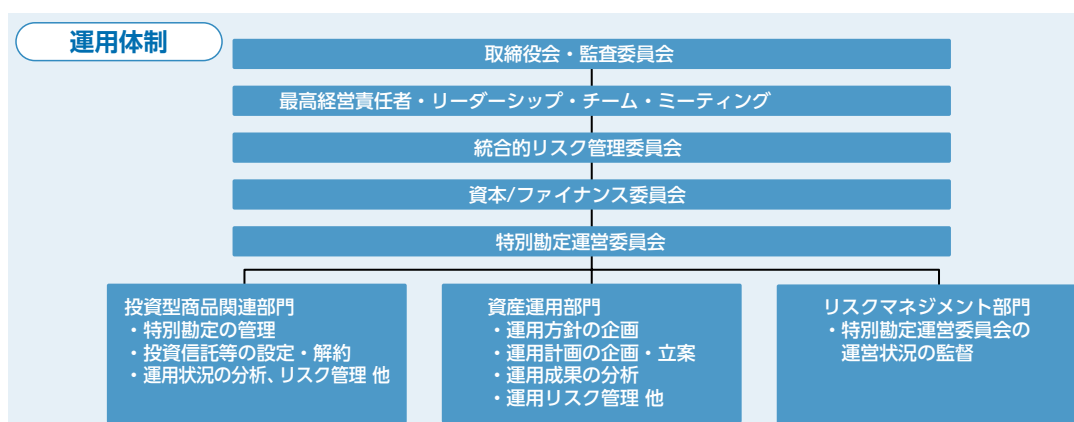 運用体制
取締役会・監査委員会
最高経営責任者・リーダーシップ・チーム・ミーティング
統合的リスク管理委員会
資本/ファイナンス委員会
特別勘定運営委員会
投資型商品関連部門
・特別勘定の管理
・投資信託等の設定・解約
・運用状況の分析、リスク管理 他
資産運用部門
・運用方針の企画
・運用計画の企画・立案
・運用成果の分析
・運用リスク管理 他
リスクマネジメント部門
・特別勘定運営委員会の
運営状況の監督